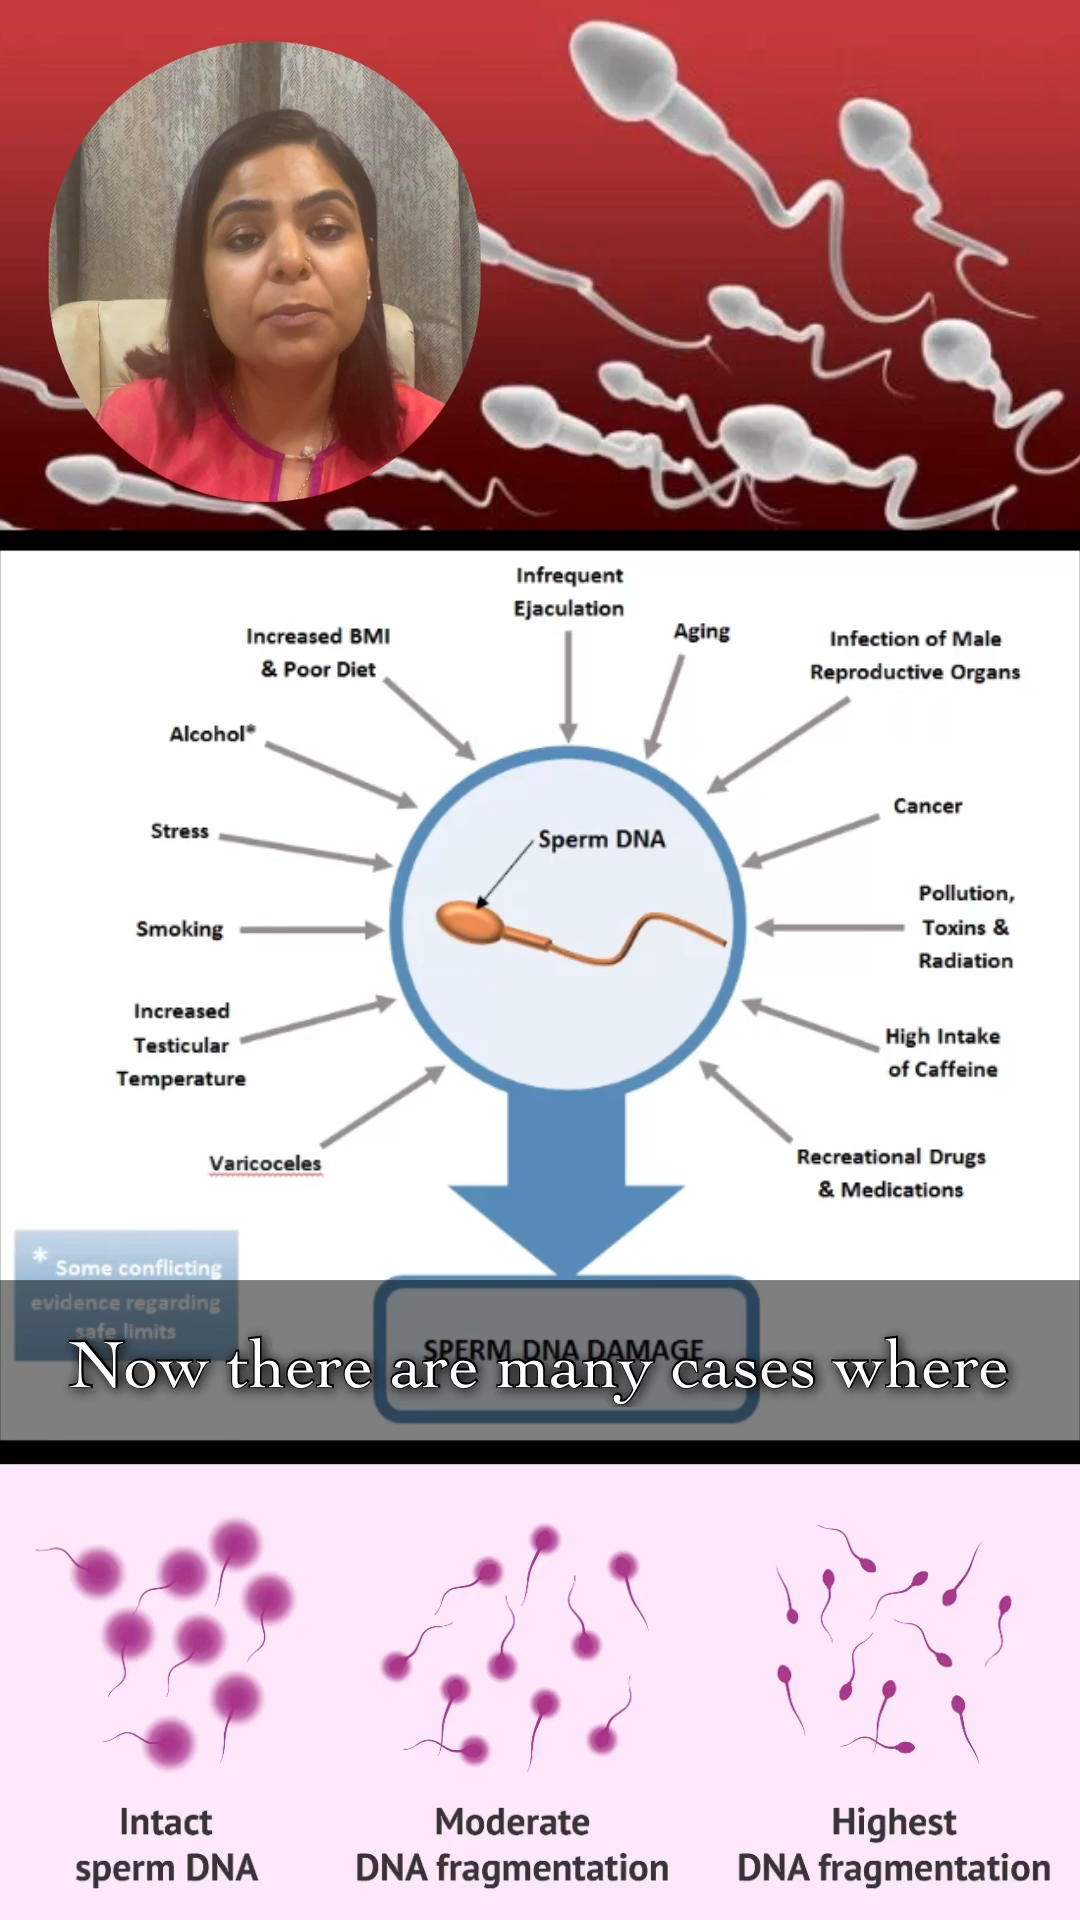 Infrequent
Ejaculation
Increased BMI
& Poor Diet
Aging
Infection of Male
Reproductive Organs
Alcohol*
Cancer
Stress
Sperm DNA
Pollution,
Toxins &
Radiation
Smoking
Increased
Testicular
Temperature
High Intake
of Caffeine
Varicoceles
Recreational Drugs
& Medications
* Some conflicting
evidence regarding
safe limits
SPERM DNA DAMAGE
Now there are many cases where
Intact
sperm DNA
Moderate
DNA fragmentation
Highest
DNA fragmentation